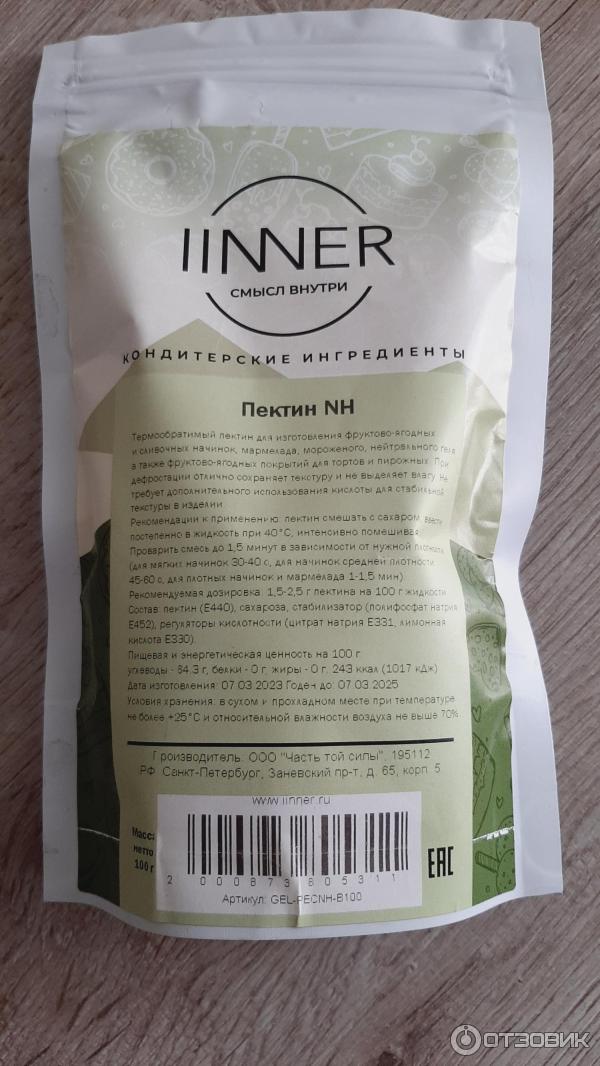 IINNER
СМЫСЛ ВНУТРИ
КОНДИТЕРСКИЕ ИНГРЕДИЕНТЫ
Пектин NH
Термообратимый пектин для изготовления фруктово-ягодных
и сливочных начинок, мармелада, мороженого, нейтрального геля
а также фруктово-ягодных покрытий для тортов и пирожных. При
дефростации отлично сохраняет текстуру и не выделяет влагу. Не
требует дополнительного использования кислоты для стабильной
текстуры в изделии.
Рекомендации к применению: пектин смешать с сахаром, ввести
постепенно в жидкость при 40°С, интенсивно помешивая.
Проварить смесь до 1,5 минут в зависимости от нужной плотности
(для мягких начинок 30-40 с, для начинок средней плотности
45-60 с, для плотных начинок и мармелада 1-1,5 мин)
Рекомендуемая дозировка: 1,5-2,5 г пектина на 100 г жидкости
Состав: пектин (Е440), сахароза, стабилизатор (полифосфат натрия
Е452), регуляторы кислотности (цитрат натрия Е331, лимонная
кислота Е330).
Пищевая и энергетическая ценность на 100 г
углеводы - 64.3 г, белки - 0 г, жиры - 0 г, 243 ккал (1017 кДж)
Дата изготовления: 07.03.2023 Годен до: 07.03.2025
Условия хранения: в сухом и прохладном месте при температуре
не более +25°С и относительной влажности воздуха не выше 70%
Производитель: ООО "Часть той силы", 195112
РФ, Санкт-Петербург, Заневский пр-т, д. 65, корп. 5
www.iinner.ru
Масса
нетто
100 г
2 000873 805311
Артикул: GEL-PECNH-B100
EAC
ОТЗОВИК